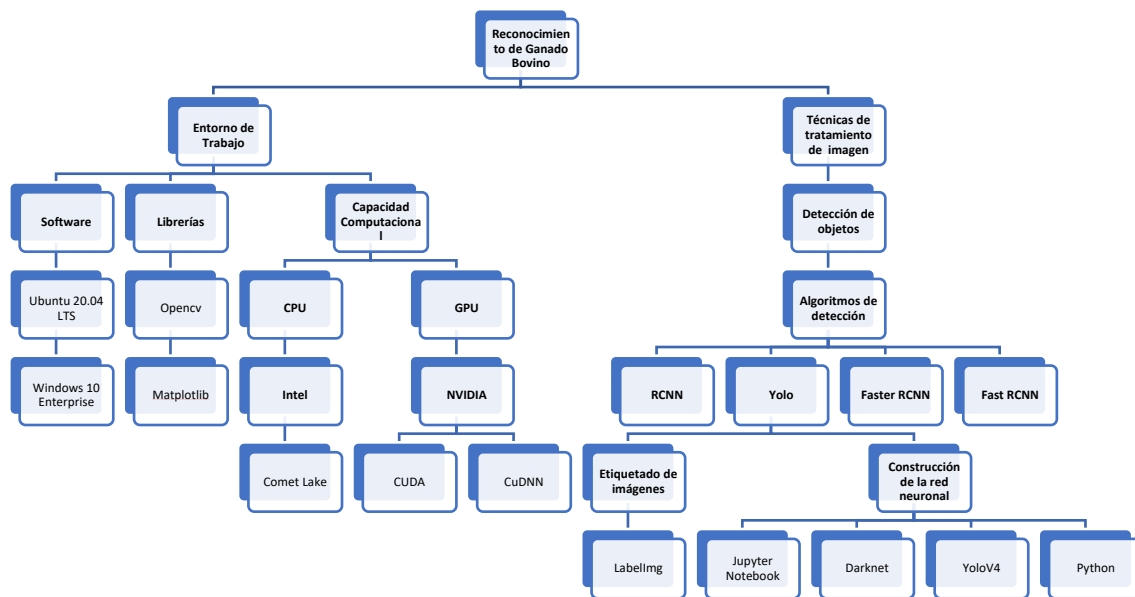 Reconocimien
to de Ganado
Bovino
Entorno de
Trabajo
Técnicas de
tratamiento
de imagen
Software
Librerías
Capacidad
Computaciona
l
Detección de
objetos
Ubuntu 20.04
LTS
Opencv
CPU
GPU
Algoritmos de
detección
Windows 10
Enterprise
Matplotlib
Intel
NVIDIA
RCNN
Yolo
Faster RCNN
Fast RCNN
Comet Lake
CUDA
CuDNN
Etiquetado de
imágenes
Construcción
de la red
neuronal
LabelImg
Jupyter
Notebook
Darknet
YoloV4
Python